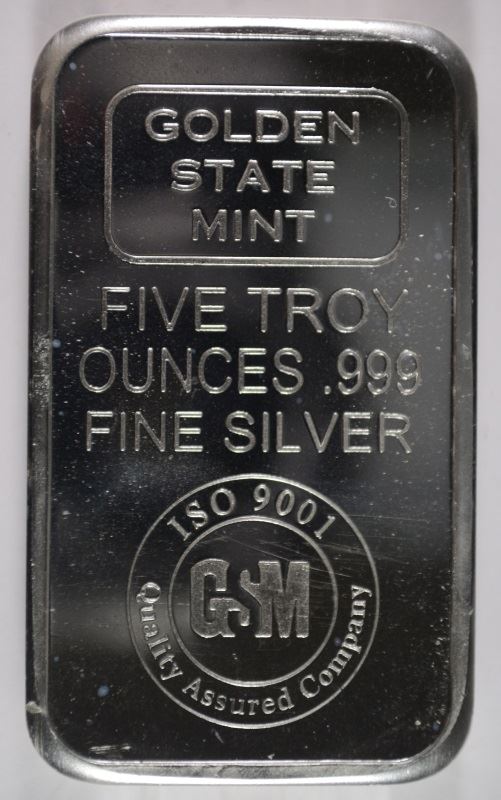 GOLDEN
STATE
MINT
FIVE TROY
OUNCES .999
FINE SILVER
ISO 9001
GSM
Quality Assured Company